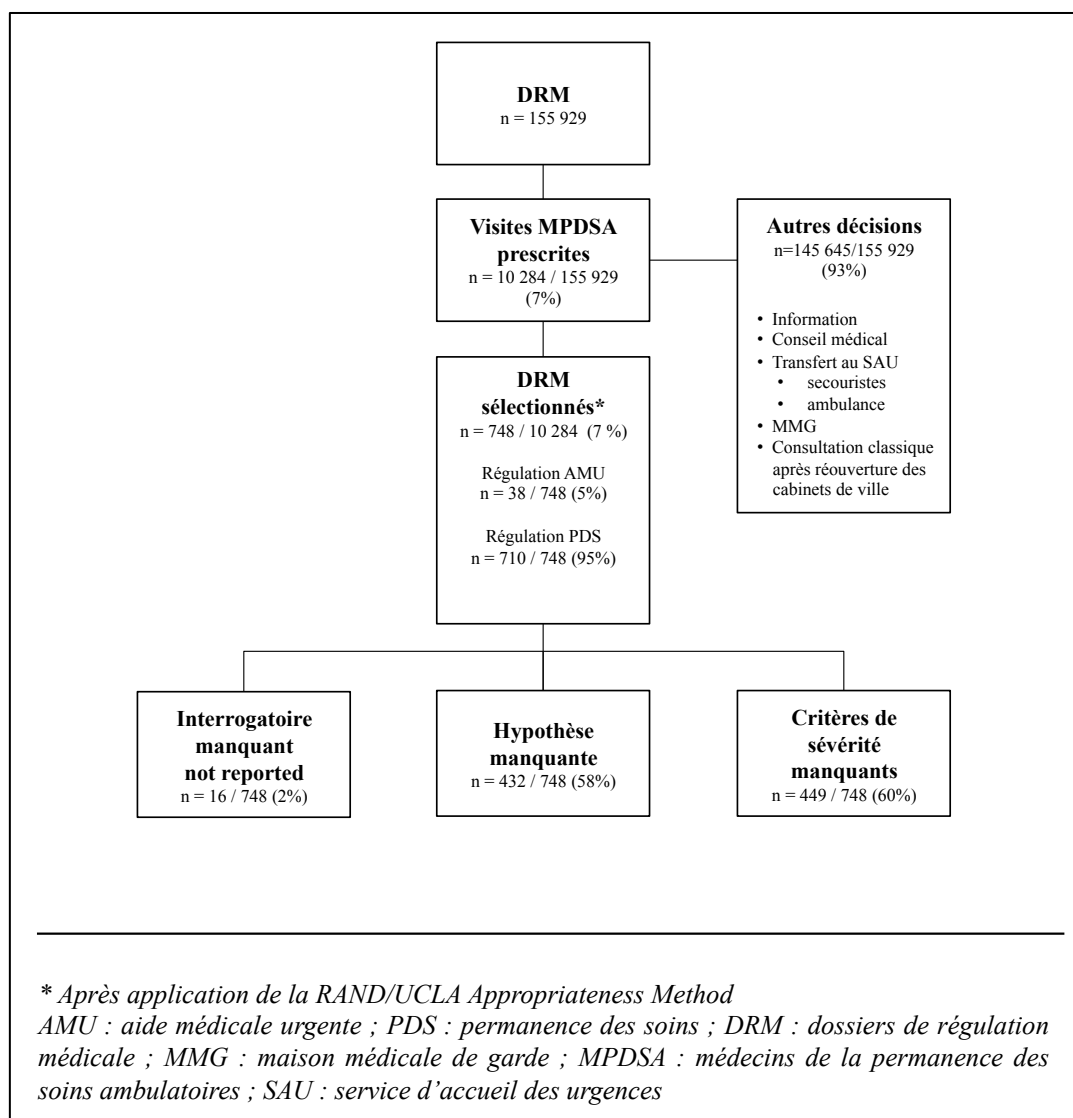 DRM
n = 155 929
Visites MPDSA
prescrites
n = 10 284 / 155 929
(7%)
Autres décisions
n=145 645/155 929
(93%)
• Information
• Conseil médical
• Transfert au SAU
• secouristes
• ambulance
• MMG
• Consultation classique
après réouverture des
cabinets de ville
DRM
sélectionnés*
n = 748 / 10 284 (7 %)
Régulation AMU
n = 38 / 748 (5%)
Régulation PDS
n = 710 / 748 (95%)
Interrogatoire
manquant
not reported
n = 16 / 748 (2%)
Hypothèse
manquante
n = 432 / 748 (58%)
Critères de
sévérité
manquants
n = 449 / 748 (60%)
* Après application de la RAND/UCLA Appropriateness Method
AMU : aide médicale urgente ; PDS : permanence des soins ; DRM : dossiers de régulation
médicale ; MMG : maison médicale de garde ; MPDSA : médecins de la permanence des
soins ambulatoires ; SAU : service d’accueil des urgences